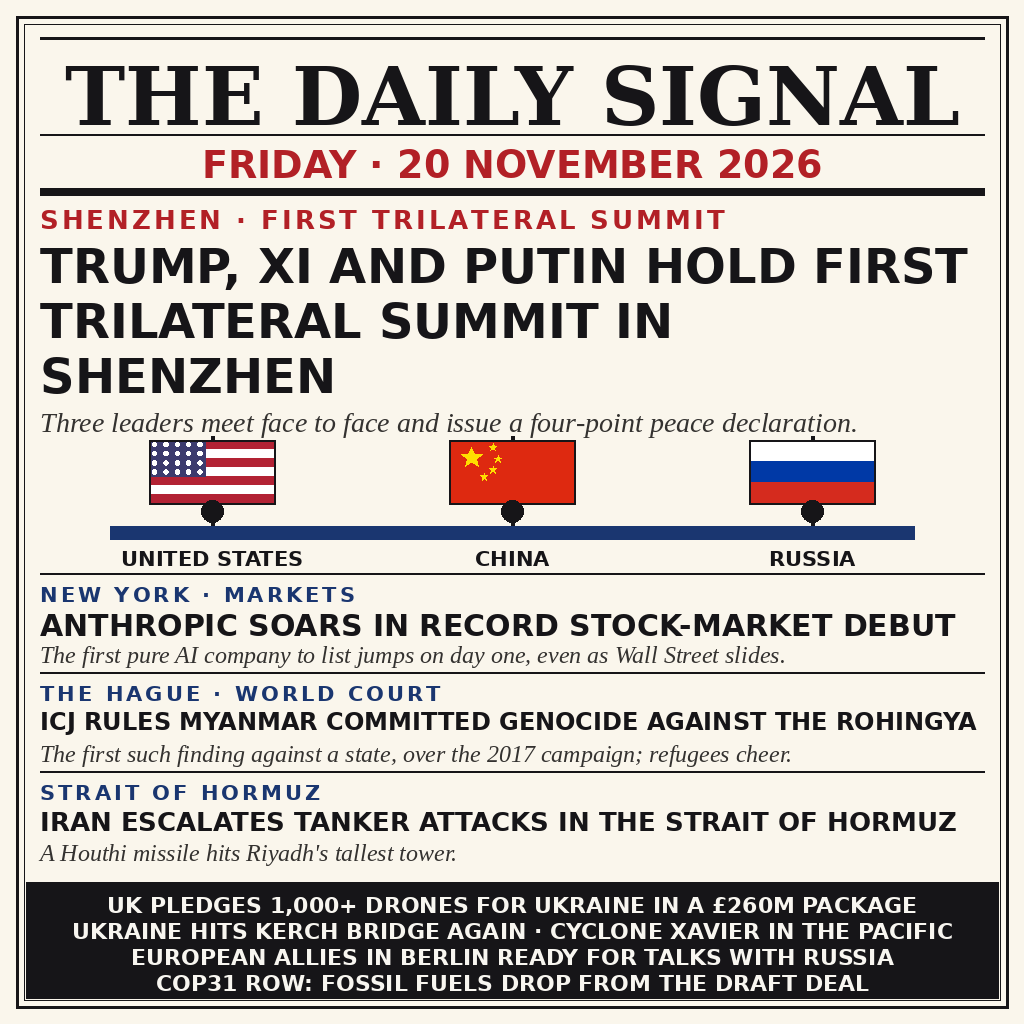 THE DAILY SIGNAL
FRIDAY · 20 NOVEMBER 2026
SHENZHEN · FIRST TRILATERAL SUMMIT
TRUMP, XI AND PUTIN HOLD FIRST
TRILATERAL SUMMIT IN
SHENZHEN
Three leaders meet face to face and issue a four-point peace declaration.
UNITED STATES
CHINA
RUSSIA
NEW YORK · MARKETS
ANTHROPIC SOARS IN RECORD STOCK-MARKET DEBUT
The first pure AI company to list jumps on day one, even as Wall Street slides.
THE HAGUE · WORLD COURT
ICJ RULES MYANMAR COMMITTED GENOCIDE AGAINST THE ROHINGYA
The first such finding against a state, over the 2017 campaign; refugees cheer.
STRAIT OF HORMUZ
IRAN ESCALATES TANKER ATTACKS IN THE STRAIT OF HORMUZ
A Houthi missile hits Riyadh's tallest tower.
UK PLEDGES 1,000+ DRONES FOR UKRAINE IN A £260M PACKAGE
UKRAINE HITS KERCH BRIDGE AGAIN · CYCLONE XAVIER IN THE PACIFIC
EUROPEAN ALLIES IN BERLIN READY FOR TALKS WITH RUSSIA
COP31 ROW: FOSSIL FUELS DROP FROM THE DRAFT DEAL